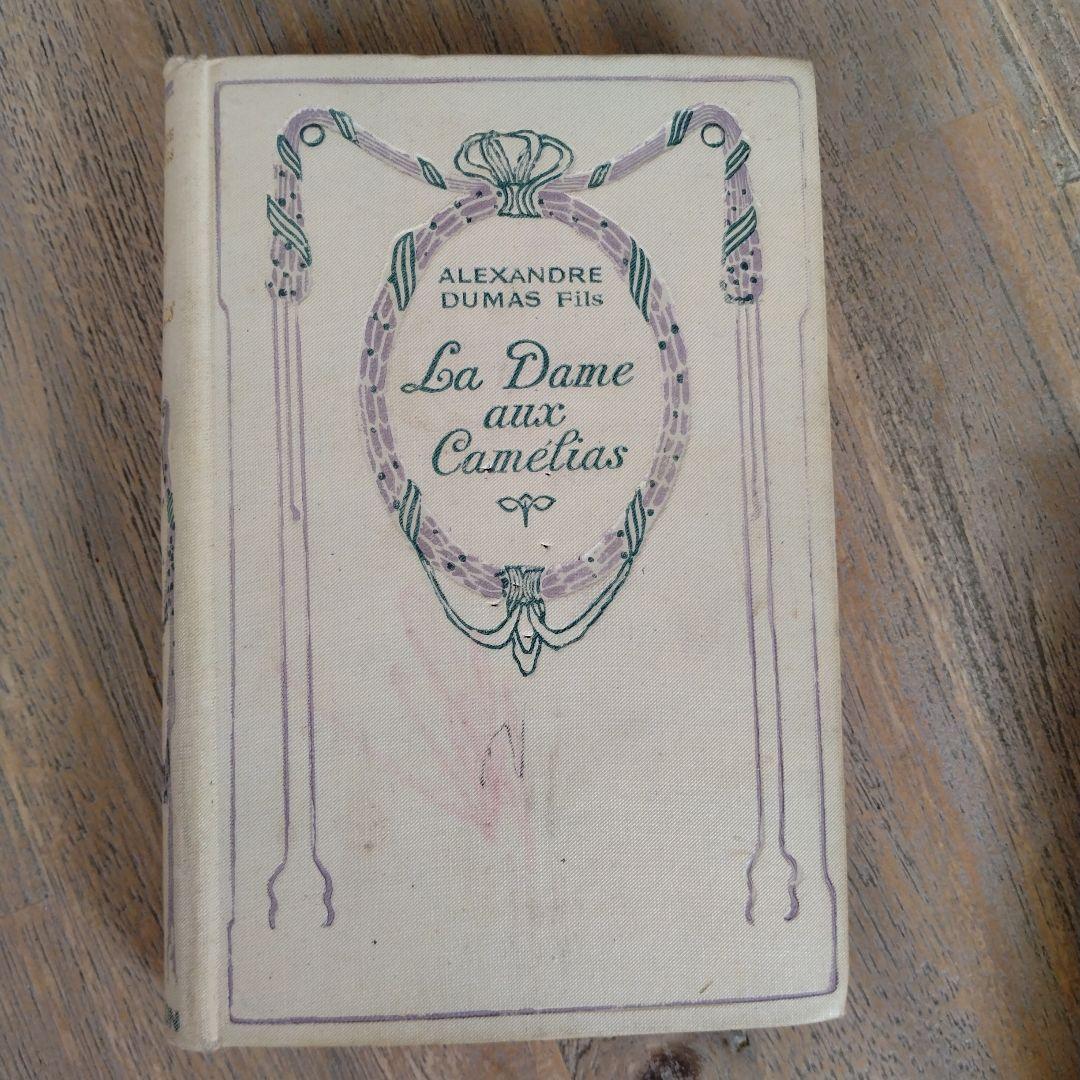 ALEXANDRE
DUMAS Fils
La Dame
aux
Camélias